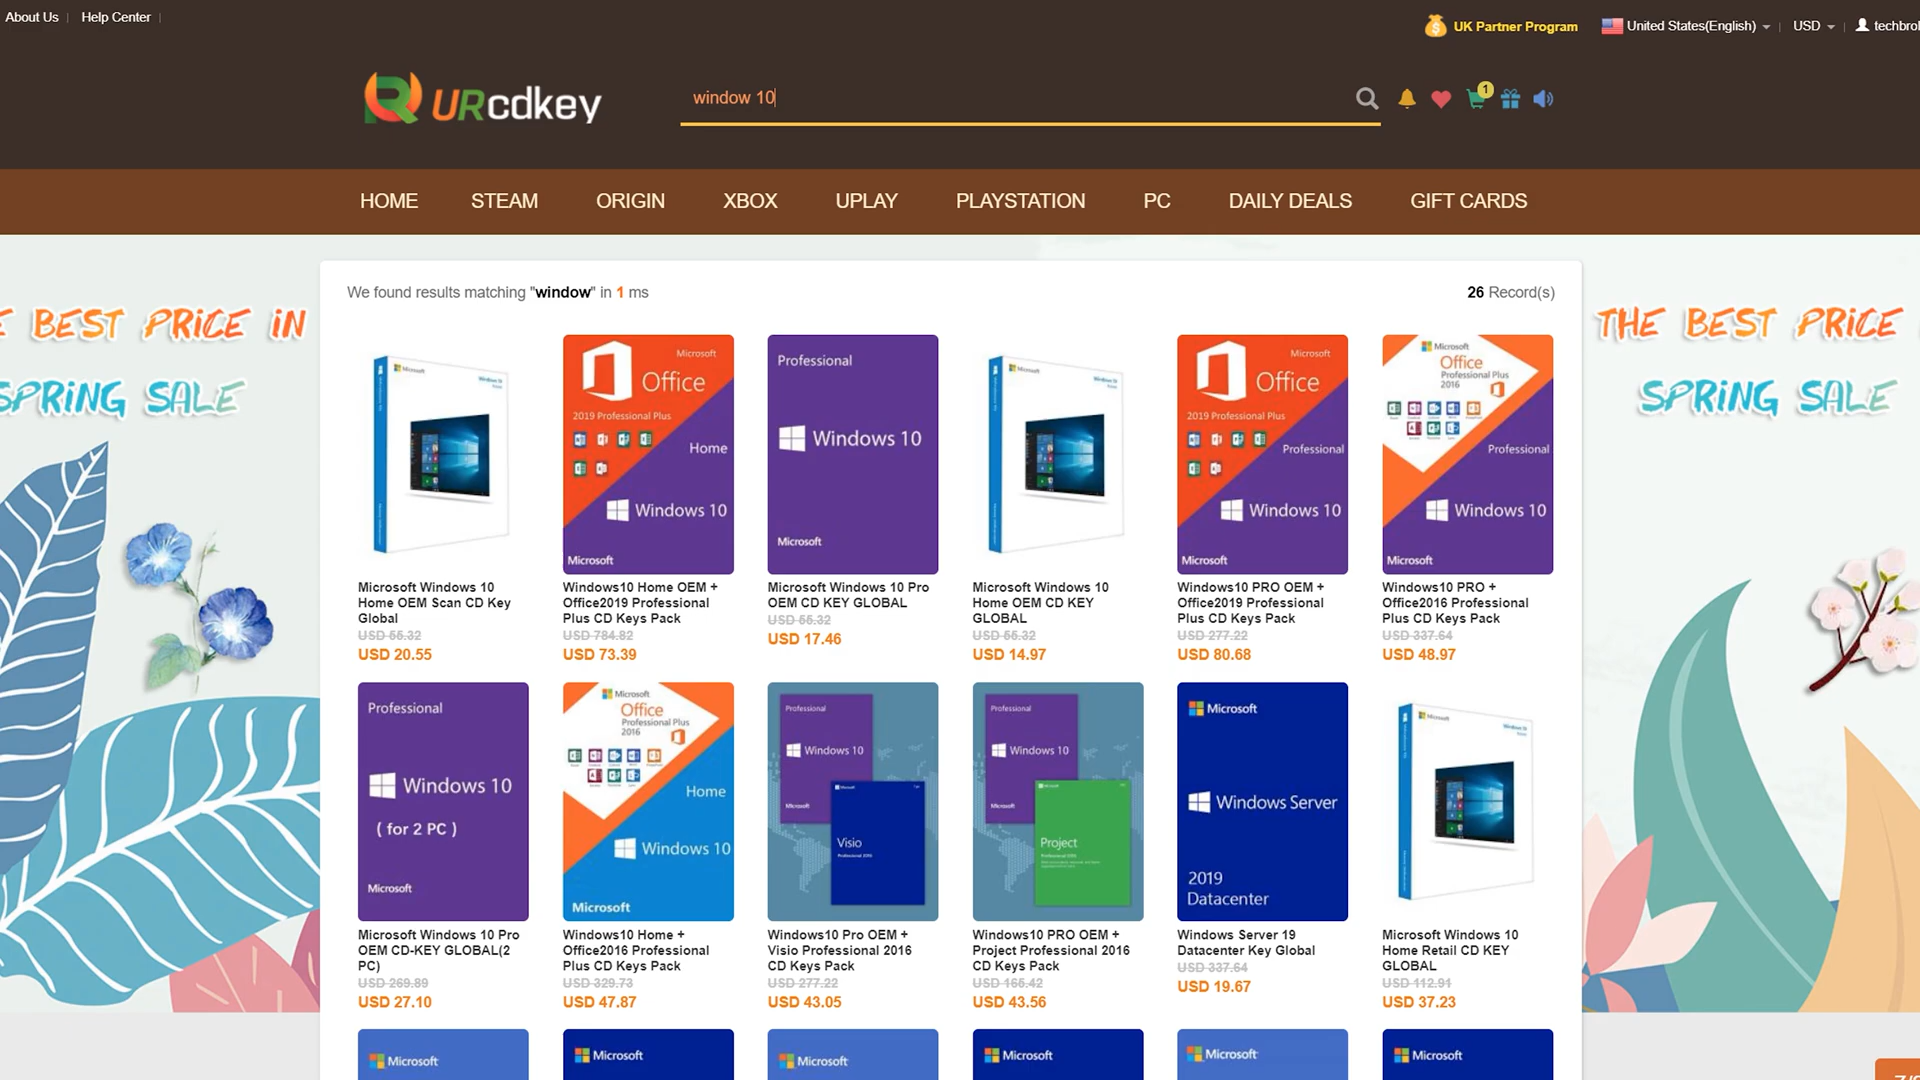 About Us
Help Center
UK Partner Program
United States(English)
USD
URcdkey
window 10
1
HOME
STEAM
ORIGIN
XBOX
UPLAY
PLAYSTATION
PC
DAILY DEALS
GIFT CARDS
We found results matching "window" in 1 ms
26 Record(s)
BEST PRICE IN
SPRING SALE
THE BEST PRICE
SPRING SALE
Microsoft
Microsoft
Office
2019 Professional Plus
Home
Windows 10
Microsoft
Professional
Windows 10
Microsoft
Microsoft
Microsoft
Office
2019 Professional Plus
Professional
Windows 10
Microsoft
Microsoft
Office
Professional Plus
2016
Professional
Windows 10
Microsoft
Microsoft Windows 10
Home OEM Scan CD Key
Global
USD 55.32
USD 20.55
Windows10 Home OEM +
Office2019 Professional
Plus CD Keys Pack
USD 784.82
USD 73.39
Microsoft Windows 10 Pro
OEM CD KEY GLOBAL
USD 55.32
USD 17.46
Microsoft Windows 10
Home OEM CD KEY
GLOBAL
USD 55.32
USD 14.97
Windows10 PRO OEM +
Office2019 Professional
Plus CD Keys Pack
USD 277.22
USD 80.68
Windows10 PRO +
Office2016 Professional
Plus CD Keys Pack
USD 337.64
USD 48.97
Professional
Windows 10
( for 2 PC )
Microsoft
Microsoft
Office
Professional Plus
2016
Home
Windows 10
Microsoft
Professional
Windows 10
Microsoft
Visio
Professional
Professional
Windows 10
Microsoft
Project
Professional
Microsoft
Windows Server
2019
Datacenter
Microsoft
Microsoft Windows 10 Pro
OEM CD-KEY GLOBAL(2
PC)
USD 269.89
USD 27.10
Windows10 Home +
Office2016 Professional
Plus CD Keys Pack
USD 329.73
USD 47.87
Windows10 Pro OEM +
Visio Professional 2016
CD Keys Pack
USD 277.22
USD 43.05
Windows10 PRO OEM +
Project Professional 2016
CD Keys Pack
USD 166.42
USD 43.56
Windows Server 19
Datacenter Key Global
USD 337.64
USD 19.67
Microsoft Windows 10
Home Retail CD KEY
GLOBAL
USD 112.91
USD 37.23
Microsoft
Microsoft
Microsoft
Microsoft
Microsoft
Microsoft